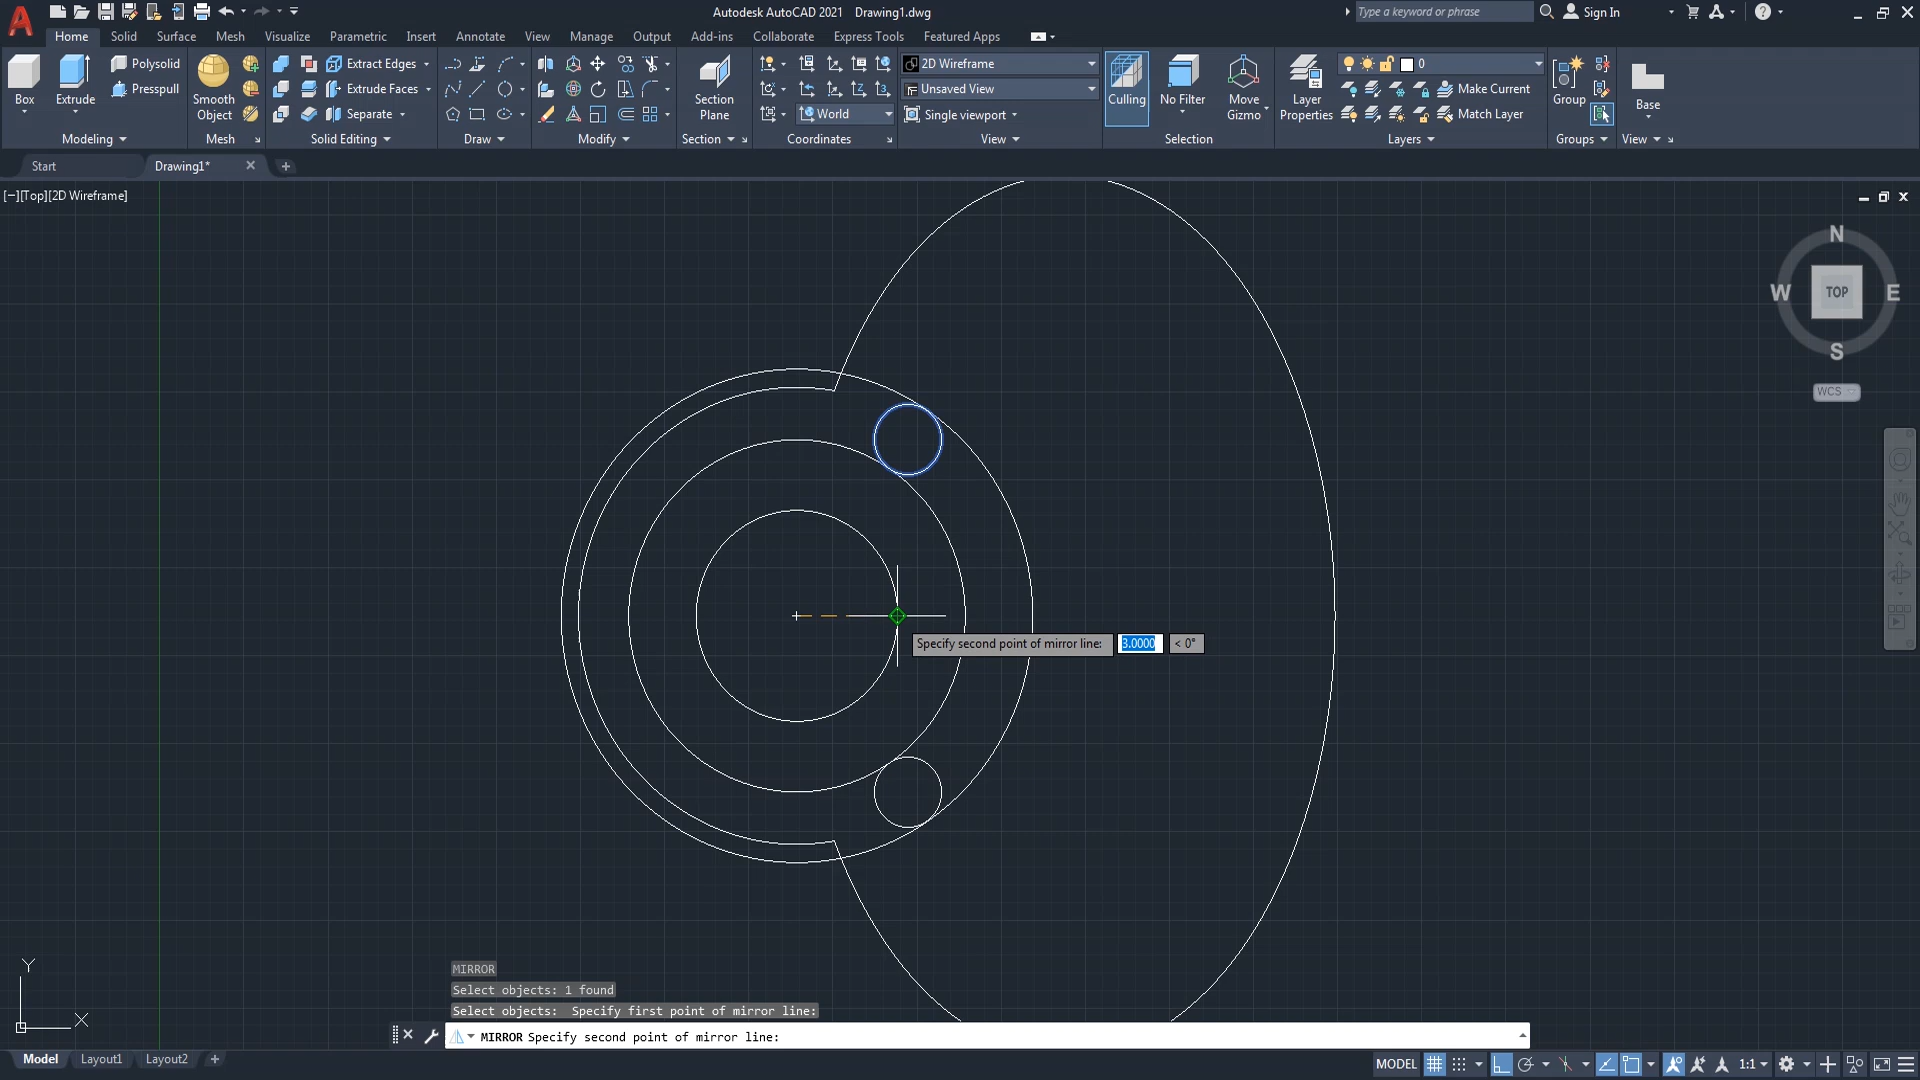 Autodesk AutoCAD 2021 Drawing1.dwg
Type a keyword or phrase
Sign In
Home Solid Surface Mesh Visualize Parametric Insert Annotate View Manage Output Add-ins Collaborate Express Tools Featured Apps
Box
Extrude
Polysolid
Presspull
Smooth
Object
Extract Edges
Extrude Faces
Separate
Section
Plane
World
2D Wireframe
Unsaved View
Single viewport
Culling
No Filter
Move
Gizmo
Layer
Properties
0
Make Current
Match Layer
Group
Base
Modeling Mesh Solid Editing Draw Modify Section Coordinates View Selection Layers Groups View
Start Drawing1*
[−][Top][2D Wireframe]
N
W TOP E
S
WCS
Specify second point of mirror line: 3.0000 < 0°
Y
X
MIRROR
Select objects: 1 found
Select objects: Specify first point of mirror line:
MIRROR Specify second point of mirror line:
Model Layout1 Layout2
MODEL 1:1